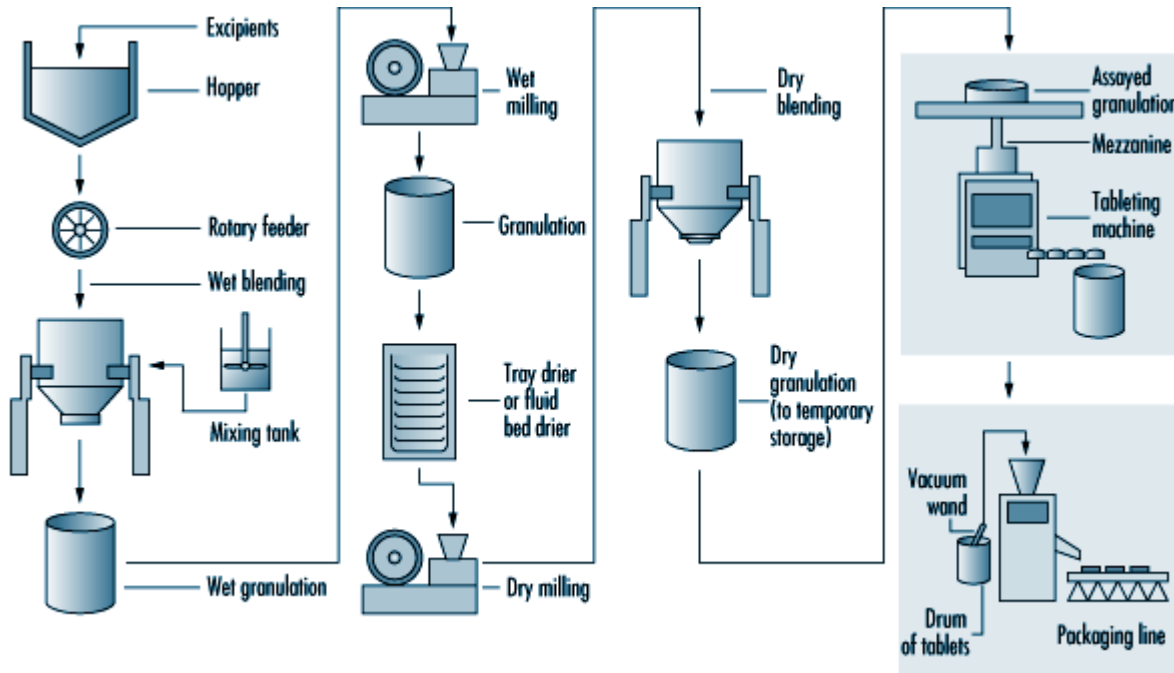 Excipients
Hopper
Rotary feeder
Wet blending
Mixing tank
Wet granulation
Wet
milling
Granulation
Tray drier
or fluid
bed drier
Dry milling
Dry
blending
Dry
granulation
(to temporary
storage)
Assayed
granulation
Mezzanine
Tableting
machine
Vacuum
wand
Drum
of tablets
Packaging line